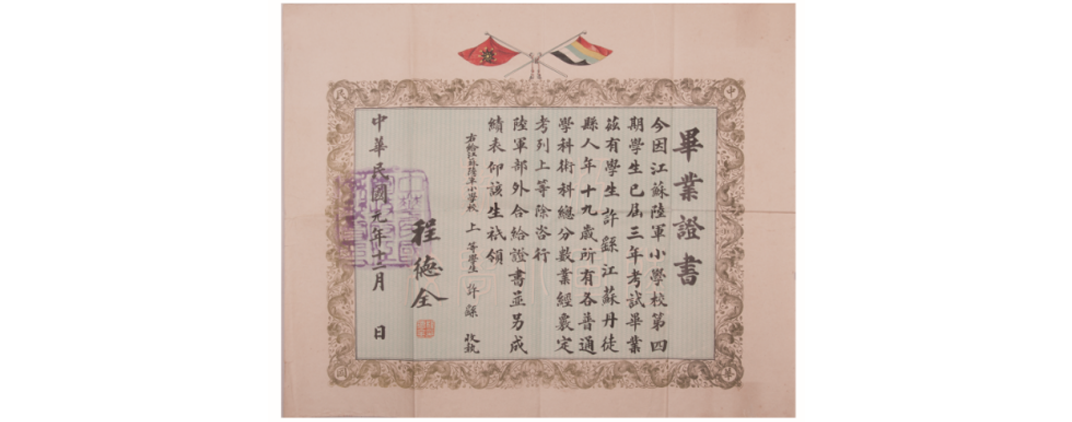 畢業證書
今因江蘇陸軍小學校第四
期學生已屆三年考試畢業
茲有學生許繇江蘇丹徒
縣人年十九歲所有各普通
學科術科總分數業經覈定
考列上等除咨行
陸軍部外合給證書並另成
績表仰該生祗領
右給江蘇陸軍小學校上等學生許繇收執
程德全
中華民國元年十二月 日